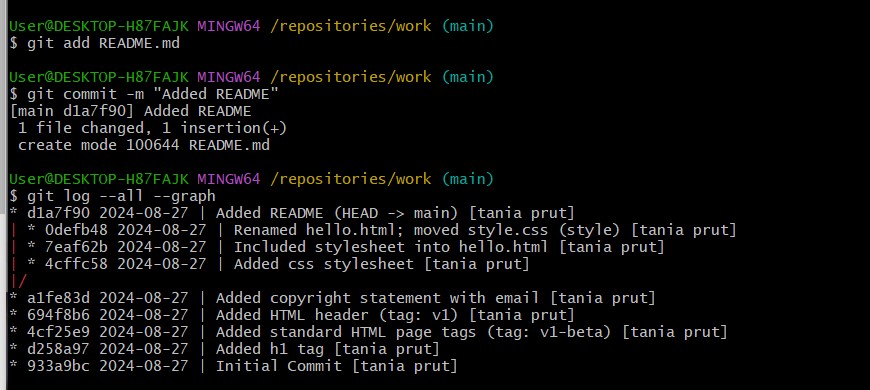 User@DESKTOP-H87FAJK MINGW64 /repositories/work (main)
$ git add README.md
User@DESKTOP-H87FAJK MINGW64 /repositories/work (main)
$ git commit -m "Added README"
[main d1a7f90] Added README
 1 file changed, 1 insertion(+)
 create mode 100644 README.md
User@DESKTOP-H87FAJK MINGW64 /repositories/work (main)
$ git log --all --graph
* d1a7f90 2024-08-27 | Added README (HEAD -> main) [tania prut]
| * 0defb48 2024-08-27 | Renamed hello.html; moved style.css (style) [tania prut]
| * 7eaf62b 2024-08-27 | Included stylesheet into hello.html [tania prut]
| * 4cffc58 2024-08-27 | Added css stylesheet [tania prut]
|/
* a1fe83d 2024-08-27 | Added copyright statement with email [tania prut]
* 694f8b6 2024-08-27 | Added HTML header (tag: v1) [tania prut]
* 4cf25e9 2024-08-27 | Added standard HTML page tags (tag: v1-beta) [tania prut]
* d258a97 2024-08-27 | Added h1 tag [tania prut]
* 933a9bc 2024-08-27 | Initial Commit [tania prut]